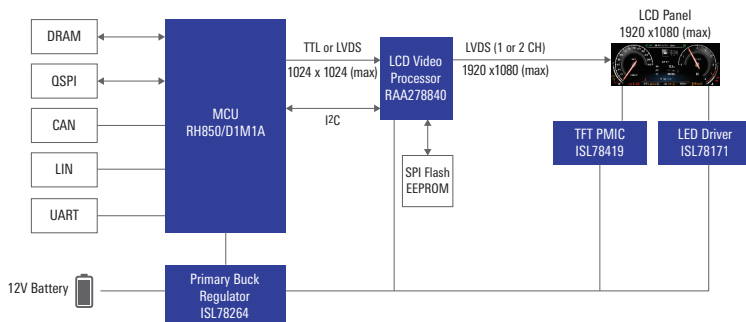 DRAM
QSPI
CAN
LIN
UART
12V Battery
MCU
RH850/D1M1A
Primary Buck
Regulator
ISL78264
TTL or LVDS
1024 x 1024 (max)
I²C
LCD Video
Processor
RAA278840
SPI Flash
EEPROM
LVDS (1 or 2 CH)
1920 x1080 (max)
LCD Panel
1920 x1080 (max)
TFT PMIC
ISL78419
LED Driver
ISL78171